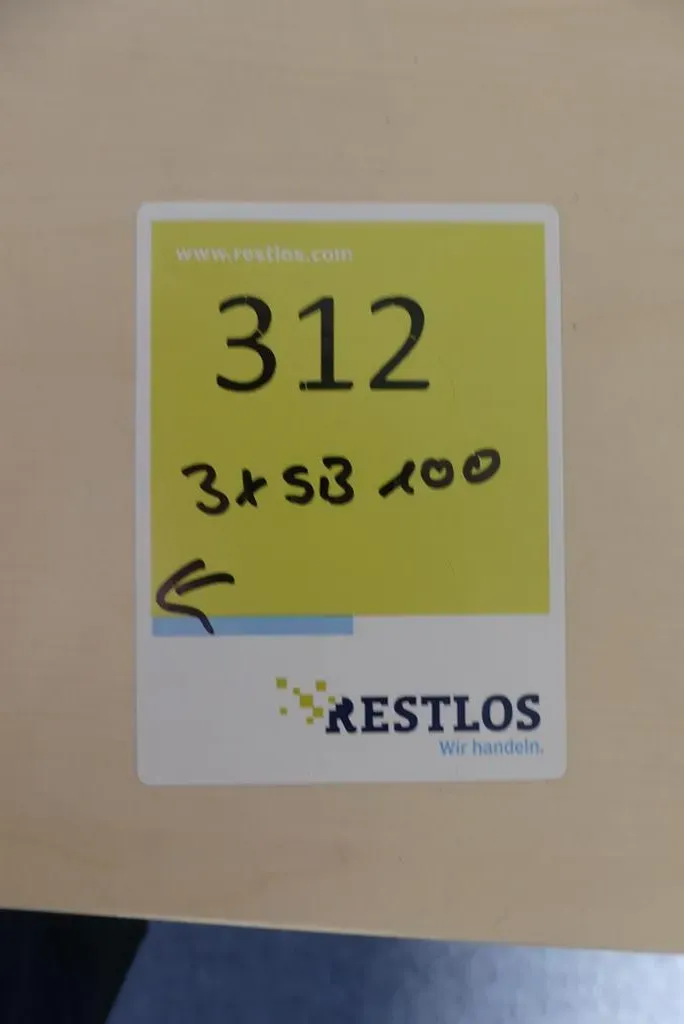 www.restlos.com
312
3x SB 100
RESTLOS
Wir handeln.